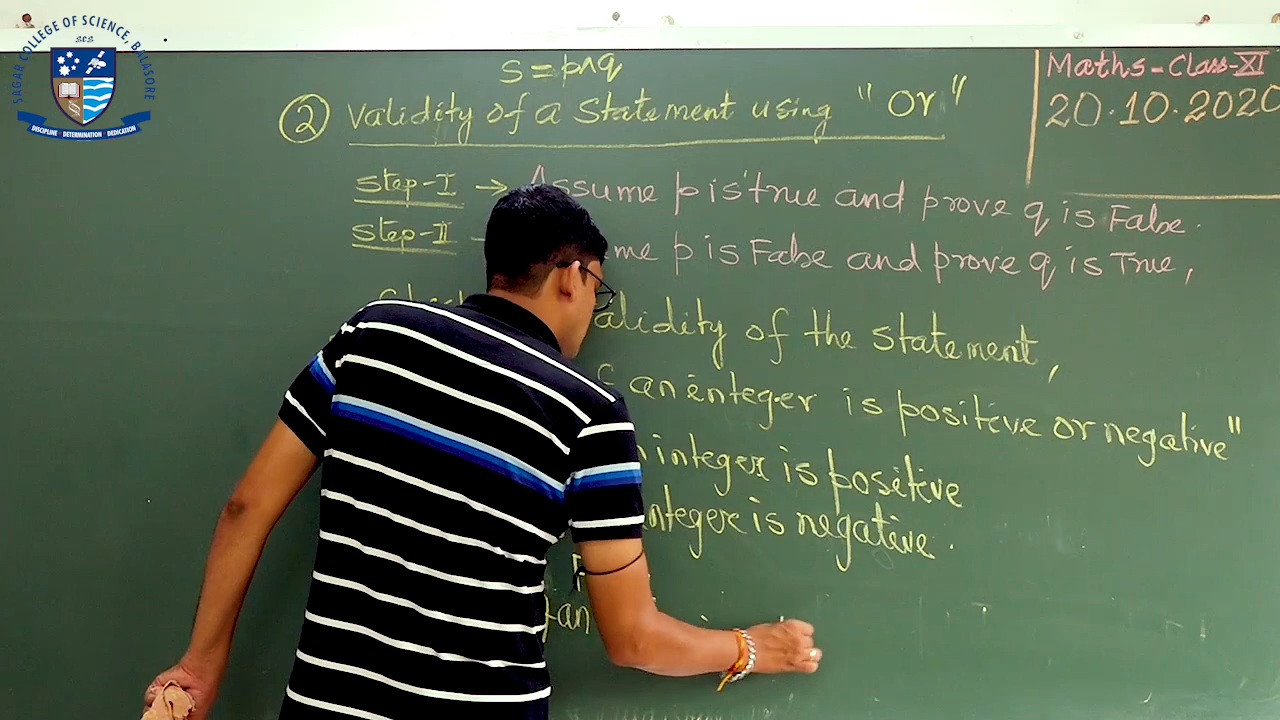 SAGAR COLLEGE OF SCIENCE, BALASORE
SCS
DISCIPLINE · DETERMINATION · DEDICATION
Maths - Class-XI
20.10.2020
S = p∧q
② Validity of a Statement using "Or"
Step-I → Assume p is true and prove q is False.
Step-II me p is False and prove q is True,
alidity of the statement,
an integer is positive or negative"
integer is positive
integer is negative.